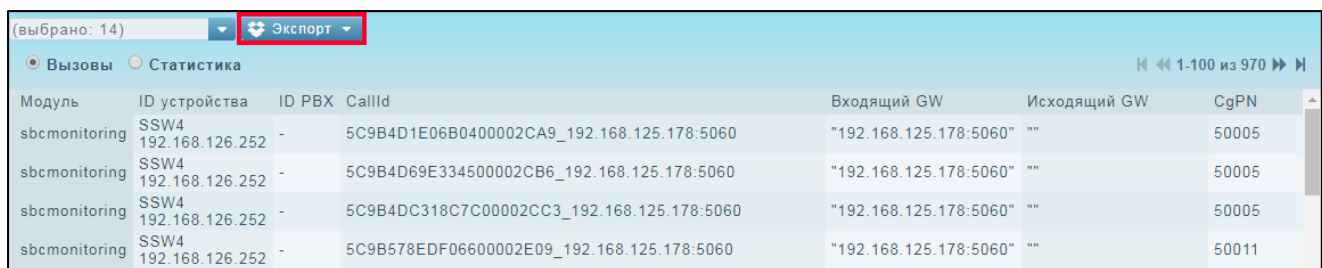 (выбрано: 14) Экспорт
Вызовы Статистика 1-100 из 970
Модуль ID устройства ID PBX CallId Входящий GW Исходящий GW CgPN
sbcmonitoring SSW4 192.168.126.252 - 5C9B4D1E06B0400002CA9_192.168.125.178:5060 "192.168.125.178:5060" "" 50005
sbcmonitoring SSW4 192.168.126.252 - 5C9B4D69E334500002CB6_192.168.125.178:5060 "192.168.125.178:5060" "" 50005
sbcmonitoring SSW4 192.168.126.252 - 5C9B4DC318C7C00002CC3_192.168.125.178:5060 "192.168.125.178:5060" "" 50005
sbcmonitoring SSW4 192.168.126.252 - 5C9B578EDF06600002E09_192.168.125.178:5060 "192.168.125.178:5060" "" 50011